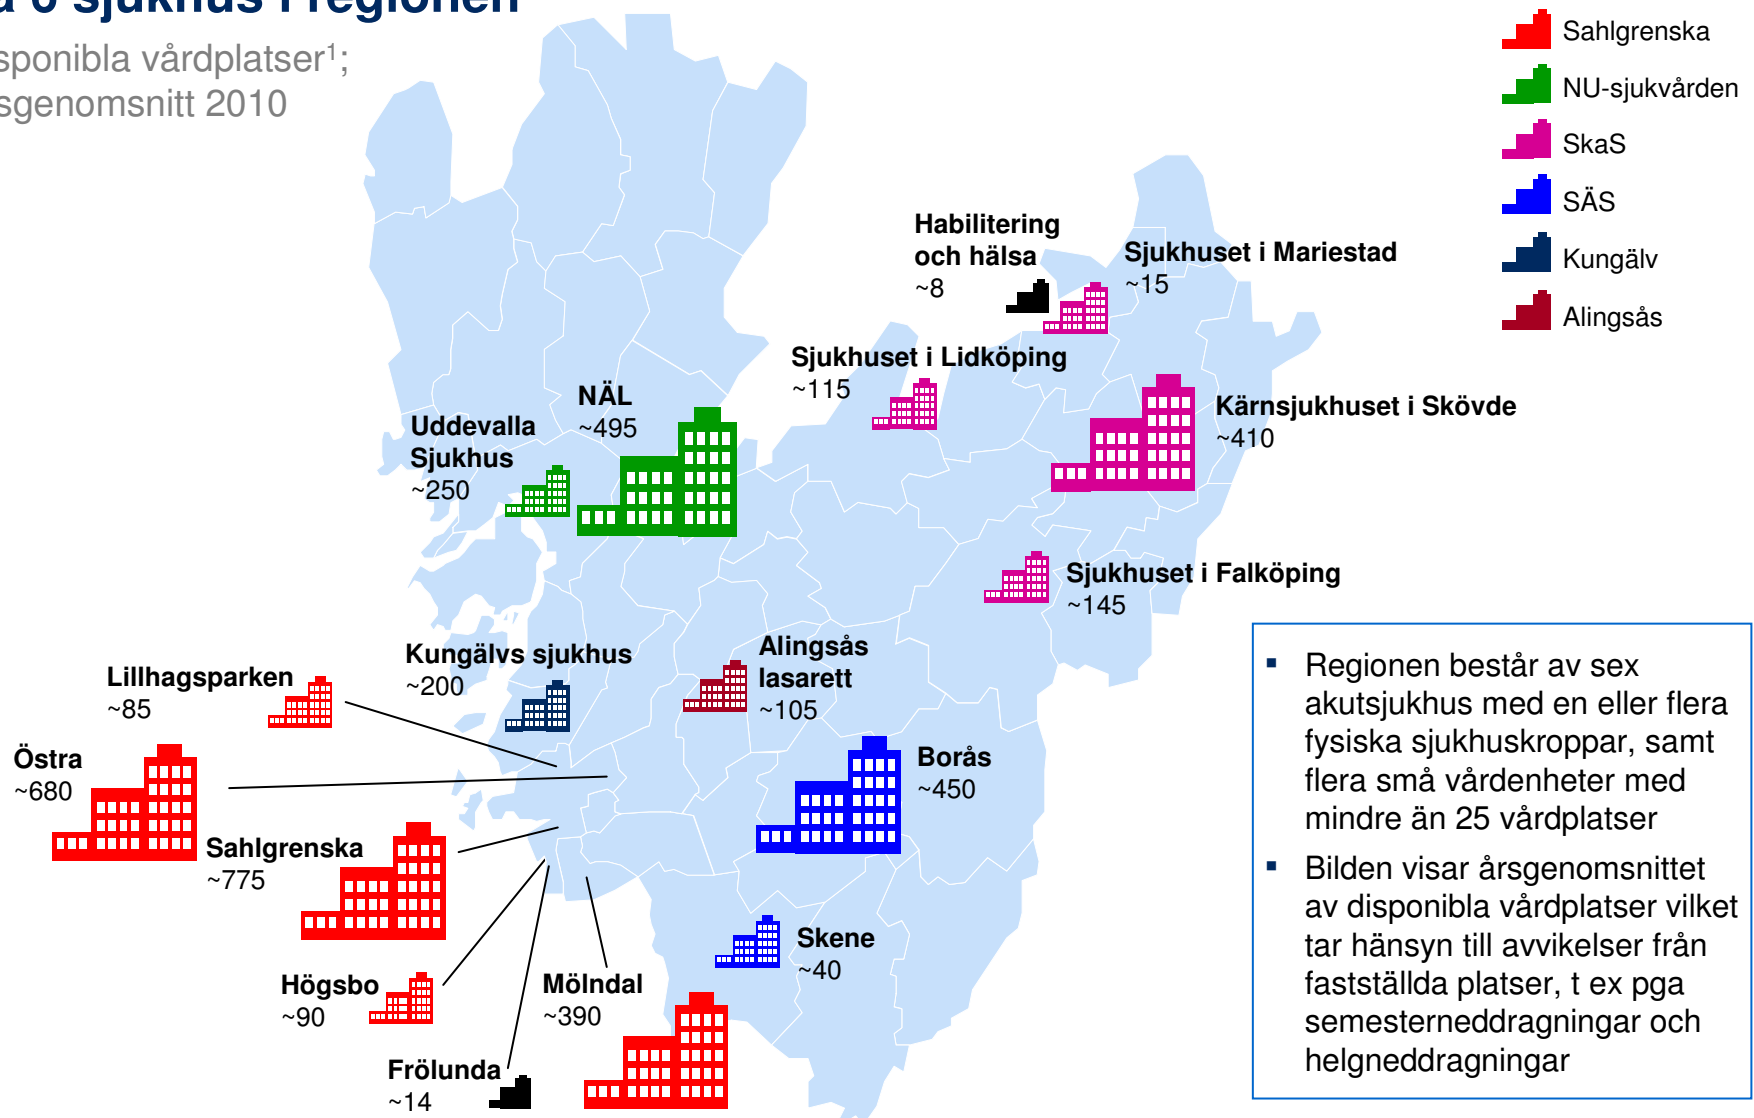 6 sjukhus i regionen
sponibla vårdplatser¹;
sgenomsnitt 2010
Sahlgrenska
NU-sjukvården
SkaS
SÄS
Kungälv
Alingsås
Habilitering
och hälsa
~8
Sjukhuset i Mariestad
~15
Sjukhuset i Lidköping
~115
NÄL
~495
Kärnsjukhuset i Skövde
~410
Uddevalla
Sjukhus
~250
Sjukhuset i Falköping
~145
Kungälvs sjukhus
~200
Alingsås
lasarett
~105
Lillhagsparken
~85
Östra
~680
Borås
~450
Sahlgrenska
~775
Skene
~40
Högsbo
~90
Mölndal
~390
Frölunda
~14
▪ Regionen består av sex
akutsjukhus med en eller flera
fysiska sjukhuskroppar, samt
flera små vårdenheter med
mindre än 25 vårdplatser
▪ Bilden visar årsgenomsnittet
av disponibla vårdplatser vilket
tar hänsyn till avvikelser från
fastställda platser, t ex pga
semesterneddragningar och
helgneddragningar